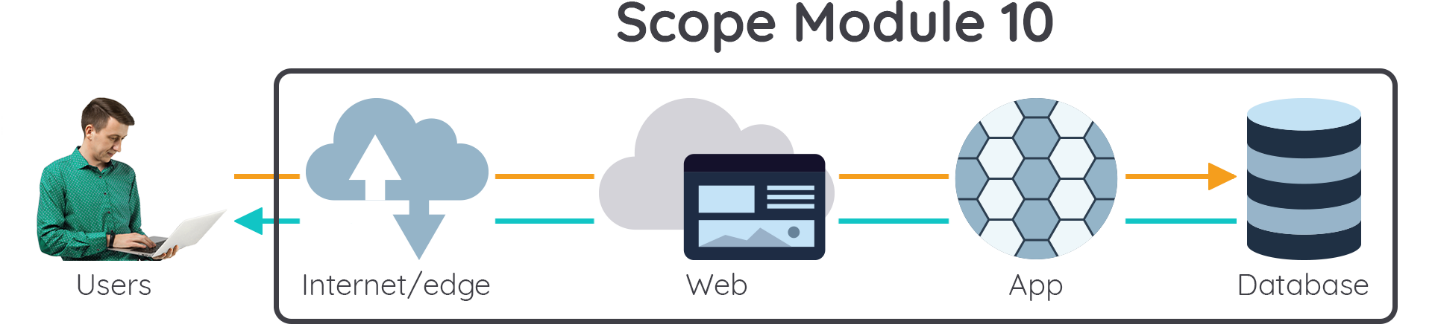 Scope Module 10
Users
Internet/edge
Web
App
Database